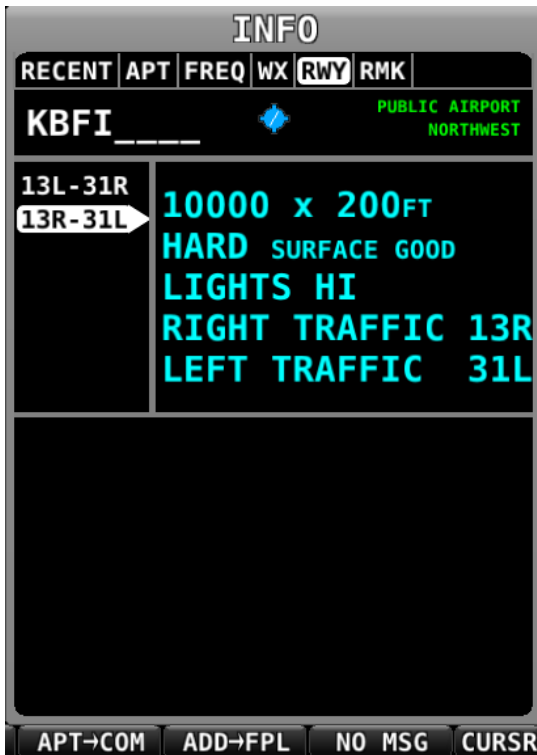 INFO
RECENT APT FREQ WX RWY RMK
KBFI____
PUBLIC AIRPORT
NORTHWEST
13L-31R
13R-31L
10000 x 200FT
HARD SURFACE GOOD
LIGHTS HI
RIGHT TRAFFIC 13R
LEFT TRAFFIC 31L
APT→COM ADD→FPL NO MSG CURSR